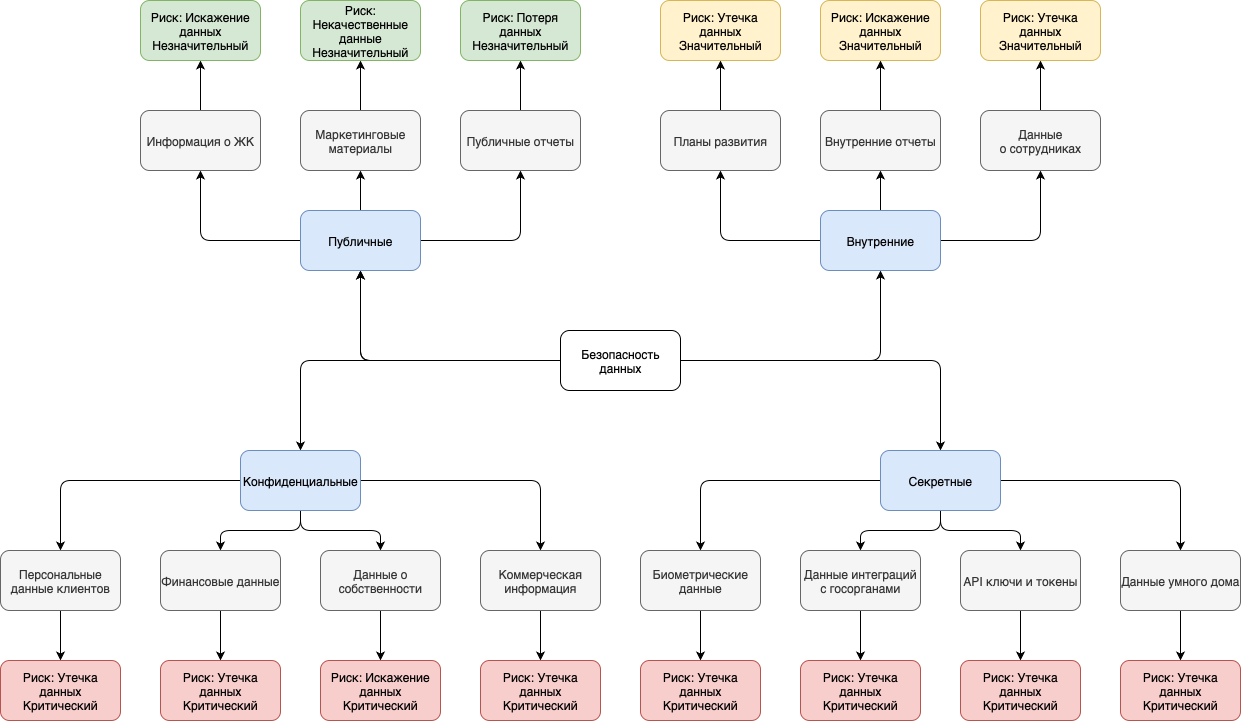 Риск: Искажение
данных
Незначительный
Риск:
Некачественные
данные
Незначительный
Риск: Потеря
данных
Незначительный
Риск: Утечка
данных
Значительный
Риск: Искажение
данных
Значительный
Риск: Утечка
данных
Значительный
Информация о ЖК
Маркетинговые
материалы
Публичные отчеты
Планы развития
Внутренние отчеты
Данные
о сотрудниках
Публичные
Внутренние
Безопасность
данных
Конфиденциальные
Секретные
Персональные
данные клиентов
Финансовые данные
Данные о
собственности
Коммерческая
информация
Биометрические
данные
Данные интеграций
с госорганами
API ключи и токены
Данные умного дома
Риск: Утечка
данных
Критический
Риск: Утечка
данных
Критический
Риск: Искажение
данных
Критический
Риск: Утечка
данных
Критический
Риск: Утечка
данных
Критический
Риск: Утечка
данных
Критический
Риск: Утечка
данных
Критический
Риск: Утечка
данных
Критический